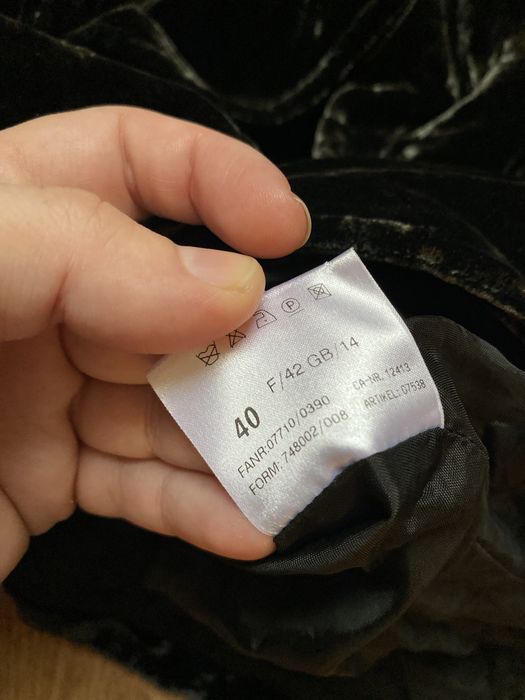 F/42 GB/14
40
FANR:07710/0390 CA-NR. 12413
FORM: 748002/008 ARTIKEL: 07538